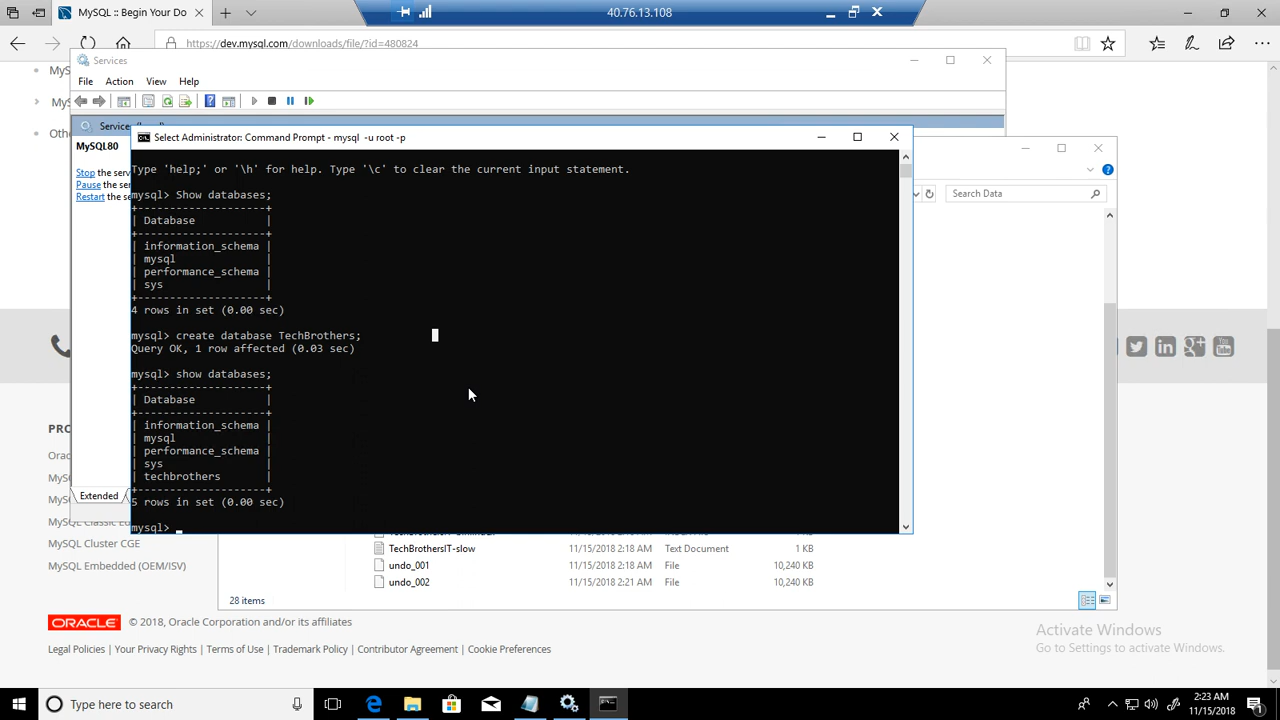 MySQL :: Begin Your Do
40.76.13.108
https://dev.mysql.com/downloads/file/?id=480824
Services
File Action View Help
MyS
MyS
Oth
Services
MySQL80
Stop the serv
Pause the ser
Restart the se
Extended
Select Administrator: Command Prompt - mysql -u root -p
Type 'help;' or '\h' for help. Type '\c' to clear the current input statement.
mysql> Show databases;
+--------------------+
| Database           |
+--------------------+
| information_schema |
| mysql              |
| performance_schema |
| sys                |
+--------------------+
4 rows in set (0.00 sec)
mysql> create database TechBrothers;
Query OK, 1 row affected (0.03 sec)
mysql> show databases;
+--------------------+
| Database           |
+--------------------+
| information_schema |
| mysql              |
| performance_schema |
| sys                |
| techbrothers       |
+--------------------+
5 rows in set (0.00 sec)
mysql>
Search Data
TechBrothersIT-slow 11/15/2018 2:18 AM Text Document 1 KB
undo_001 11/15/2018 2:18 AM File 10,240 KB
undo_002 11/15/2018 2:21 AM File 10,240 KB
28 items
PRO
Orac
MyS
MyS
MySQL Classic Ed
MySQL Cluster CGE
MySQL Embedded (OEM/ISV)
ORACLE © 2018, Oracle Corporation and/or its affiliates
Legal Policies | Your Privacy Rights | Terms of Use | Trademark Policy | Contributor Agreement | Cookie Preferences
Activate Windows
Go to Settings to activate Windows.
Type here to search
2:23 AM
11/15/2018
1